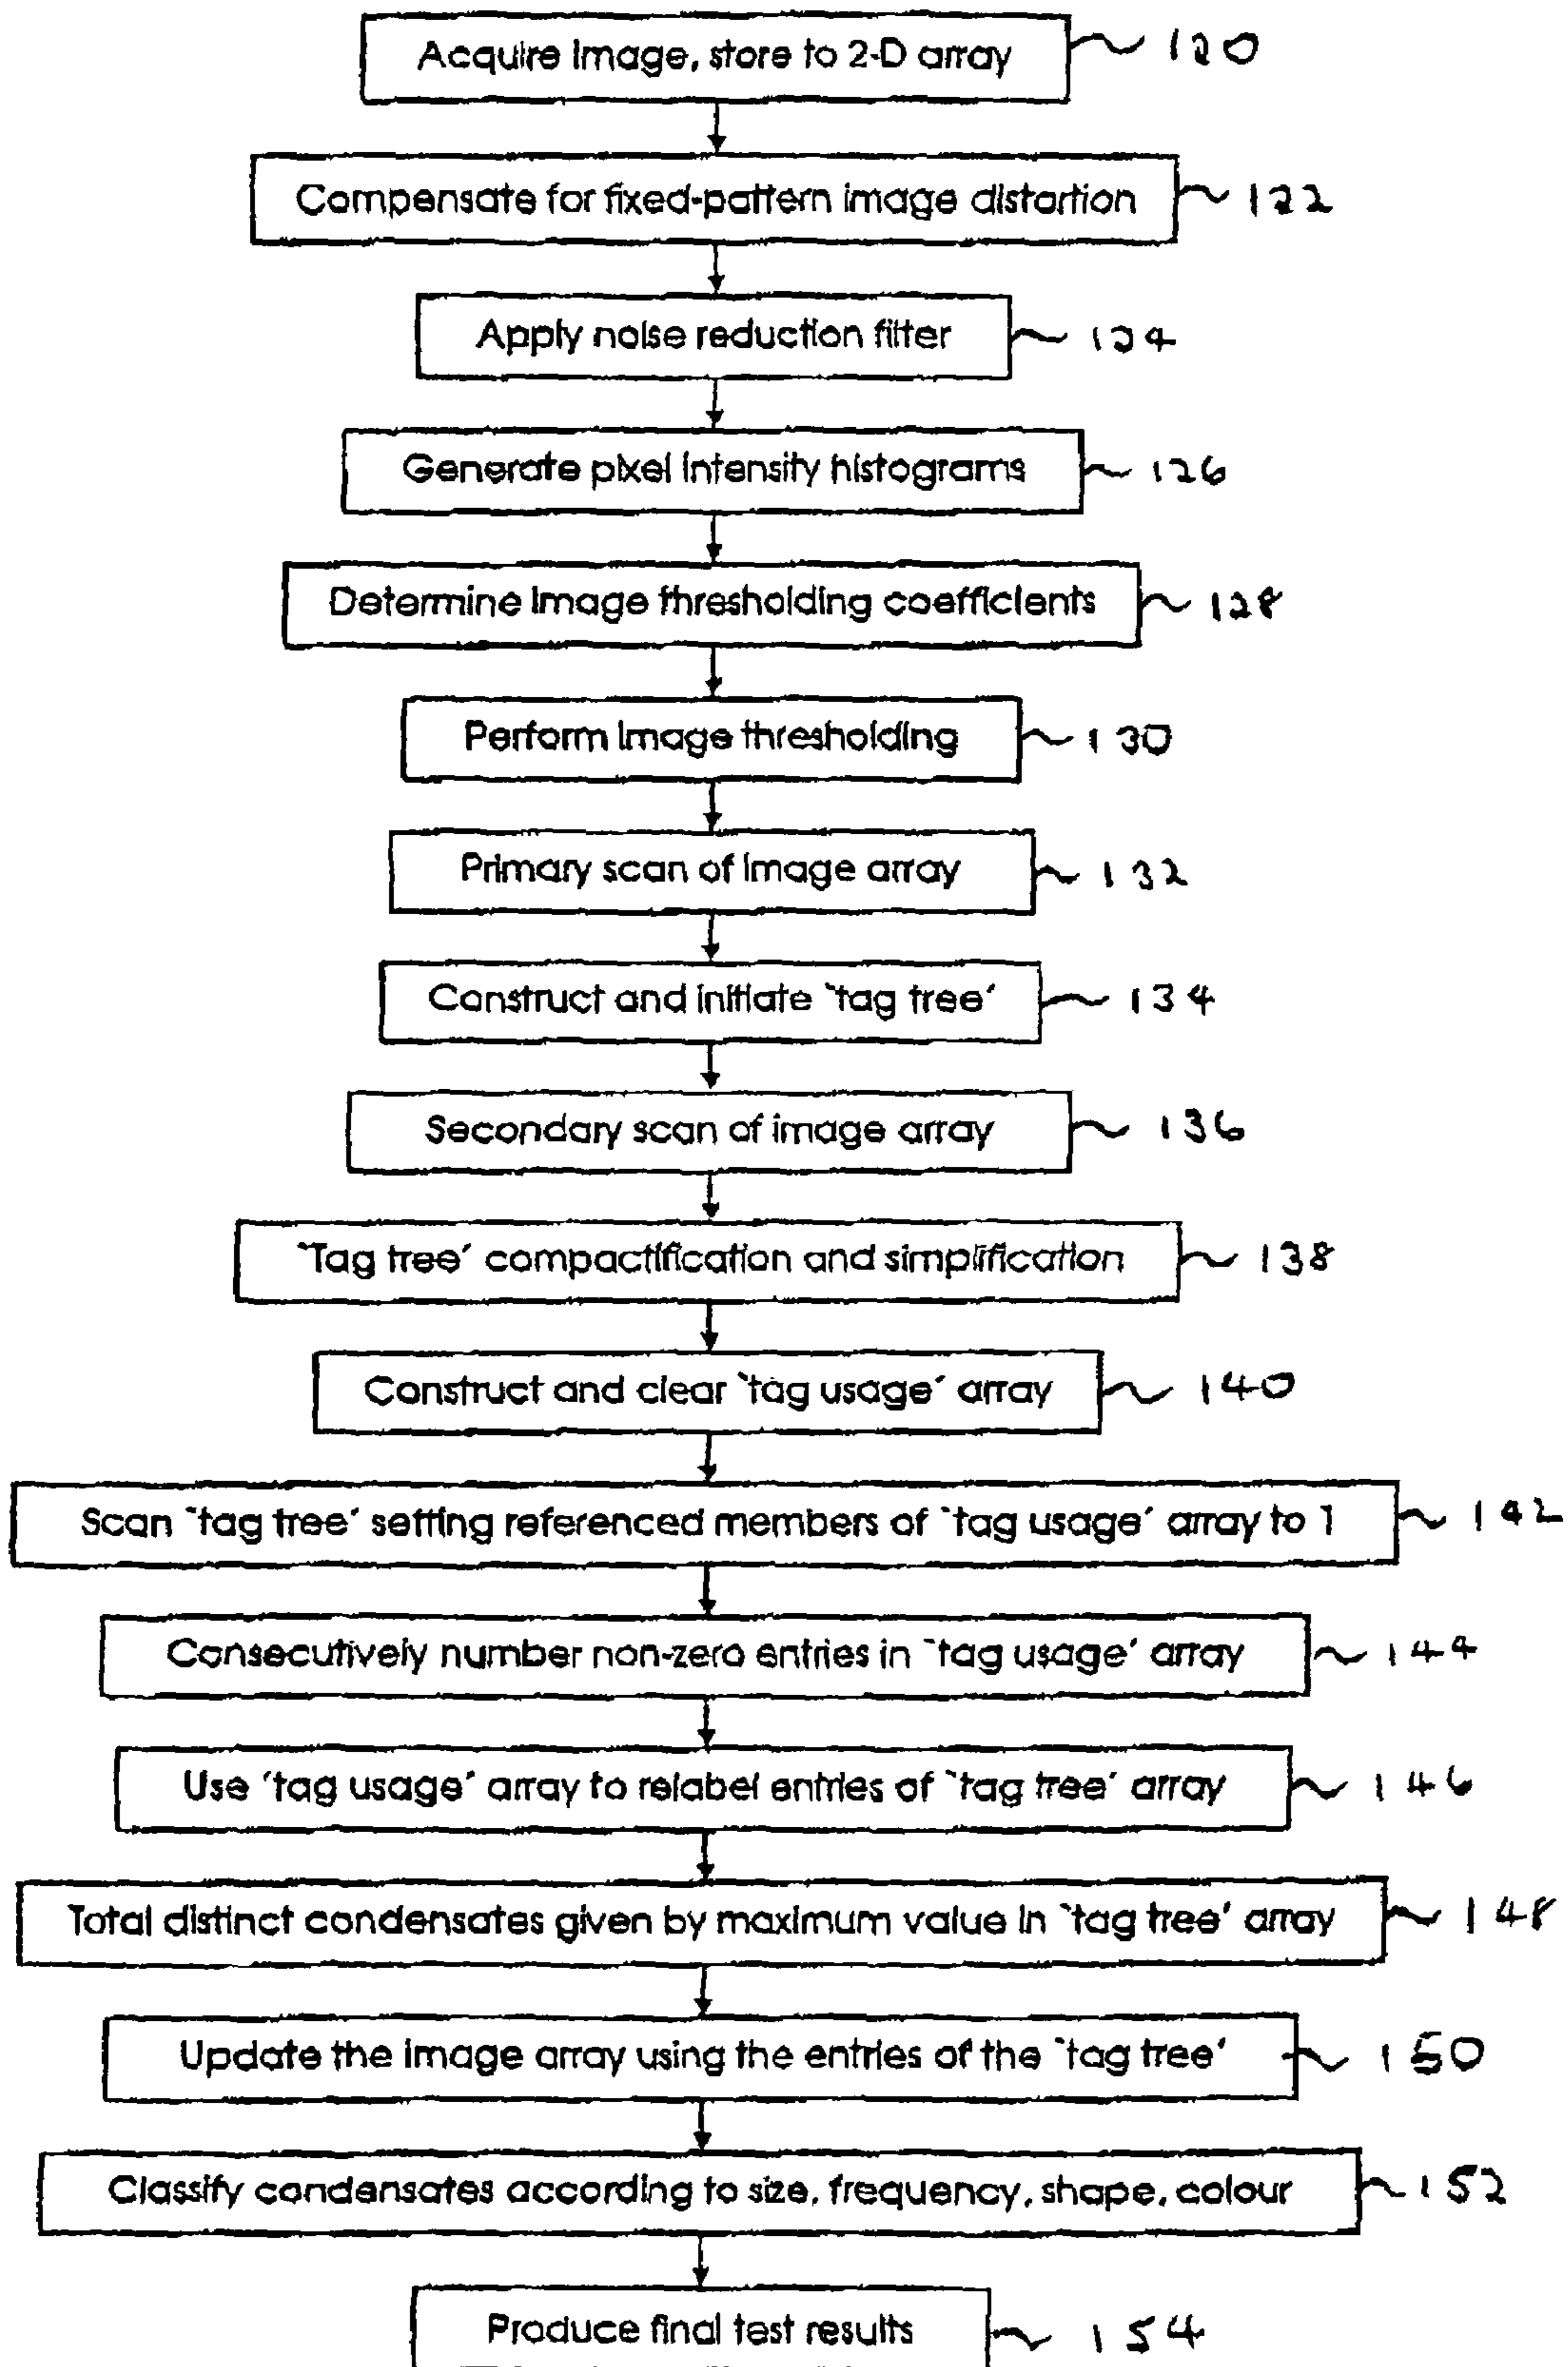 Acquire image, store to 2-D array 120
Compensate for fixed-pattern image distortion 122
Apply noise reduction filter 124
Generate pixel intensity histograms 126
Determine image thresholding coefficients 128
Perform image thresholding 130
Primary scan of image array 132
Construct and initiate `tag tree´ 134
Secondary scan of image array 136
`Tag tree´ compactification and simplification 138
Construct and clear `tag usage´ array 140
Scan `tag tree´ setting referenced members of `tag usage´ array to 1 142
Consecutively number non-zero entries in `tag usage´ array 144
Use ´tag usage´ array to relabel entries of `tag tree´ array 146
Total distinct condensates given by maximum value in `tag tree´ array 148
Update the image array using the entries of the `tag tree´ 150
Classify condensates according to size, frequency, shape, colour 152
Produce final test results 154